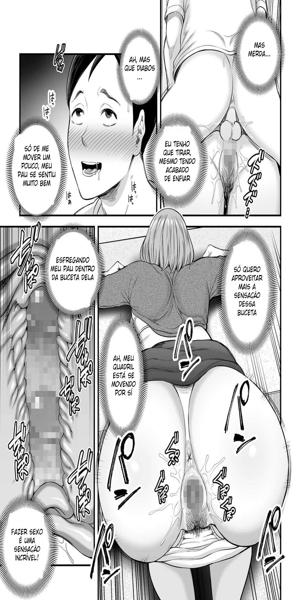 MAS
MERDA...
AH, MAS
QUE DIABOS
...
EU TENHO
QUE TIRAR,
MESMO TENDO
ACABADO
DE ENFIAR
SÓ DE ME
MOVER UM
POUCO, MEU
PAU SE SENTIU
MUITO BEM
SÓ QUERO
APROVEITAR
MAIS A
SENSAÇÃO
DESSA
BUCETA
ESFREGANDO
MEU PAU DENTRO
DA BUCETA DELA
AH, MEU
QUADRIL
ESTÁ SE
MOVENDO
POR SÍ
FAZER SEXO
É UMA
SENSAÇÃO
INCRÍVEL!